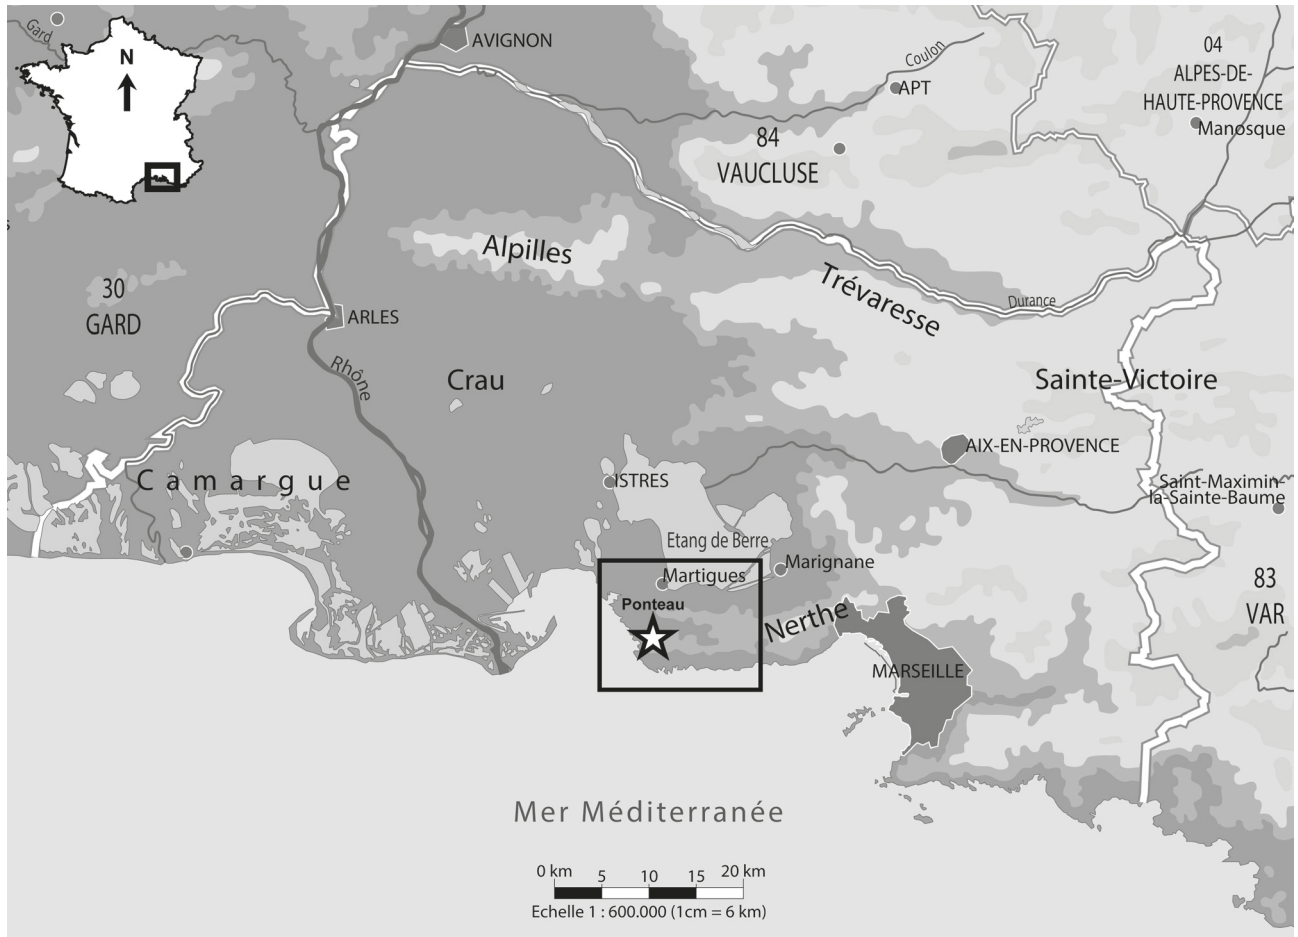 Gard
N
AVIGNON
Coulon
APT
04
ALPES-DE-
HAUTE-PROVENCE
Manosque
84
VAUCLUSE
s
Alpilles
30
GARD
Trévaresse
Durance
ARLES
Rhône
Crau
Sainte-Victoire
AIX-EN-PROVENCE
Camargue
ISTRES
Saint-Maximin-
la-Sainte-Baume
Etang de Berre
Marignane
Martigues
83
VAR
Ponteau
Nerthe
MARSEILLE
Mer Méditerranée
0 km 5 10 15 20 km
Echelle 1 : 600.000 (1cm = 6 km)